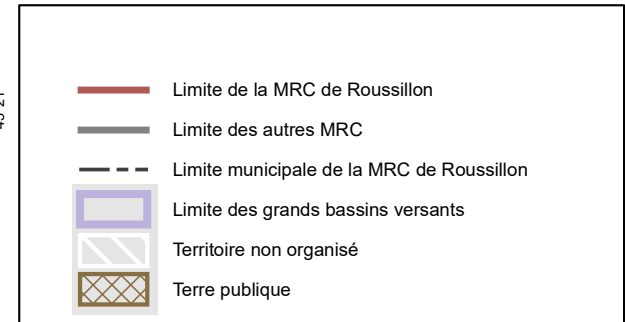 Limite de la MRC de Roussillon
Limite des autres MRC
Limite municipale de la MRC de Roussillon
Limite des grands bassins versants
Territoire non organisé
Terre publique